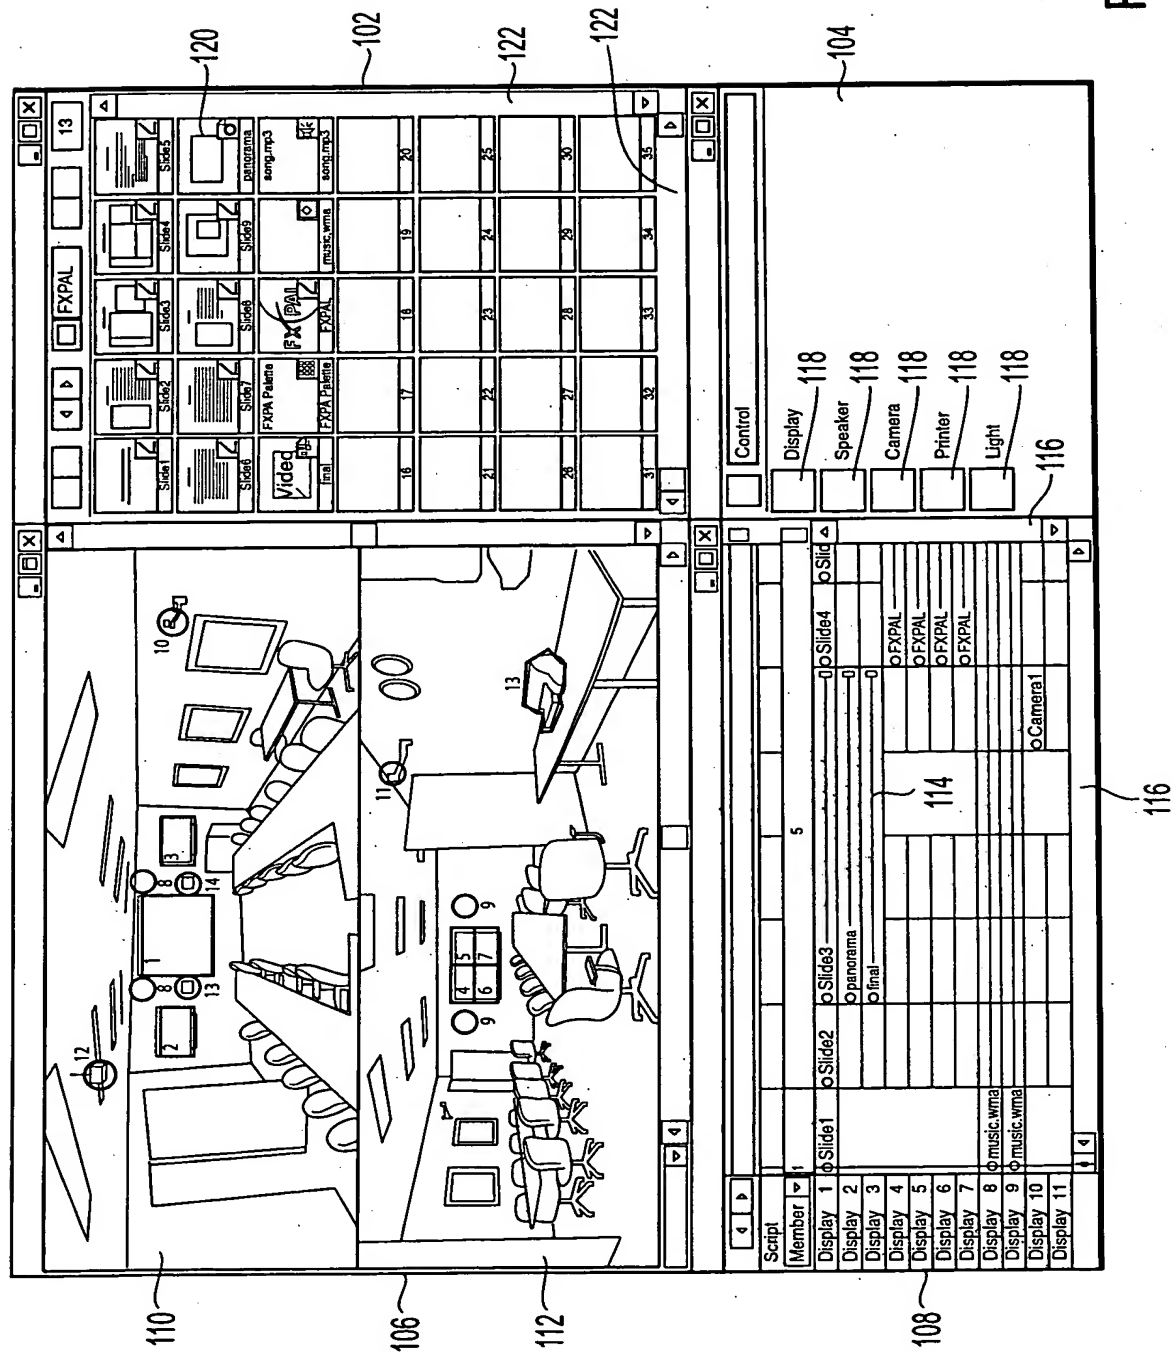 110
106
112
12
2
8
13
1
8
14
3
10
9
4
5
6
7
9
11
13
FXPAL
13
Slide1
Slide2
Slide3
Slide4
Slide5
Slide6
Slide7
Slide8
Slide9
panorama
Video
final
FXPA Palette
FXPA Palette
FX PAL
FXPAL
music.wma
song.mp3
song.mp3
16
17
18
19
20
21
22
23
24
25
26
27
28
29
30
31
32
33
34
35
120
102
122
122
108
Script
Member
1
5
Display 1
Slide1
Slide2
Slide3
Slide4
Slid
Display 2
panorama
Display 3
final
Display 4
FXPAL
Display 5
FXPAL
Display 6
FXPAL
Display 7
FXPAL
Display 8
music.wma
Display 9
music.wma
Display 10
Camera1
Display 11
114
116
116
Control
Display
118
Speaker
118
Camera
118
Printer
118
Light
118
104